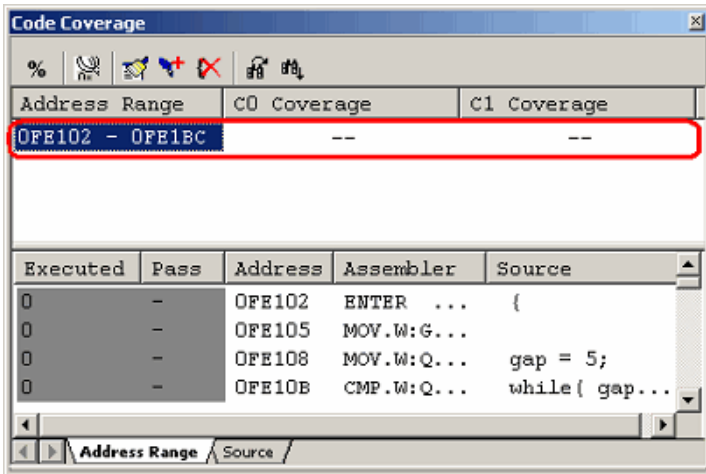 Code Coverage
%
Address Range C0 Coverage C1 Coverage
0FE102 - 0FE1BC -- --
Executed Pass Address Assembler Source
0 - 0FE102 ENTER ... {
0 - 0FE105 MOV.W:G...
0 - 0FE108 MOV.W:Q... gap = 5;
0 - 0FE10B CMP.W:Q... while( gap...
Address Range Source